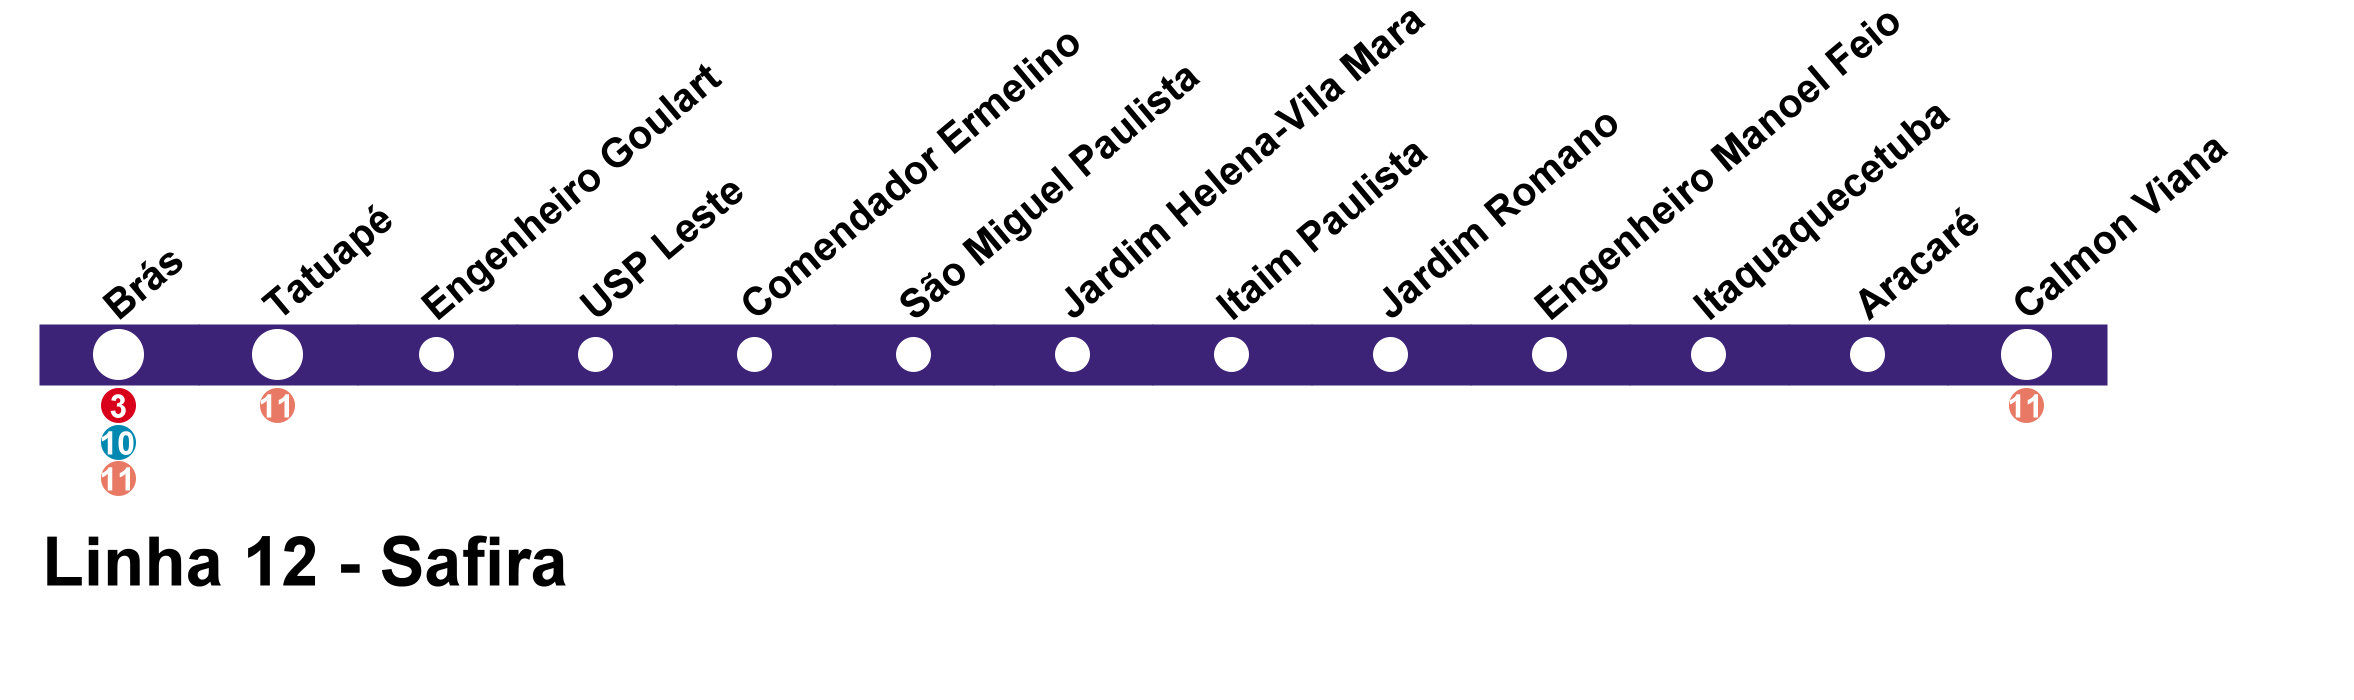 Brás
Tatuapé
Engenheiro Goulart
USP Leste
Comendador Ermelino
São Miguel Paulista
Jardim Helena-Vila Mara
Itaim Paulista
Jardim Romano
Engenheiro Manoel Feio
Itaquaquecetuba
Aracaré
Calmon Viana
3
10
11
11
11
Linha 12 - Safira